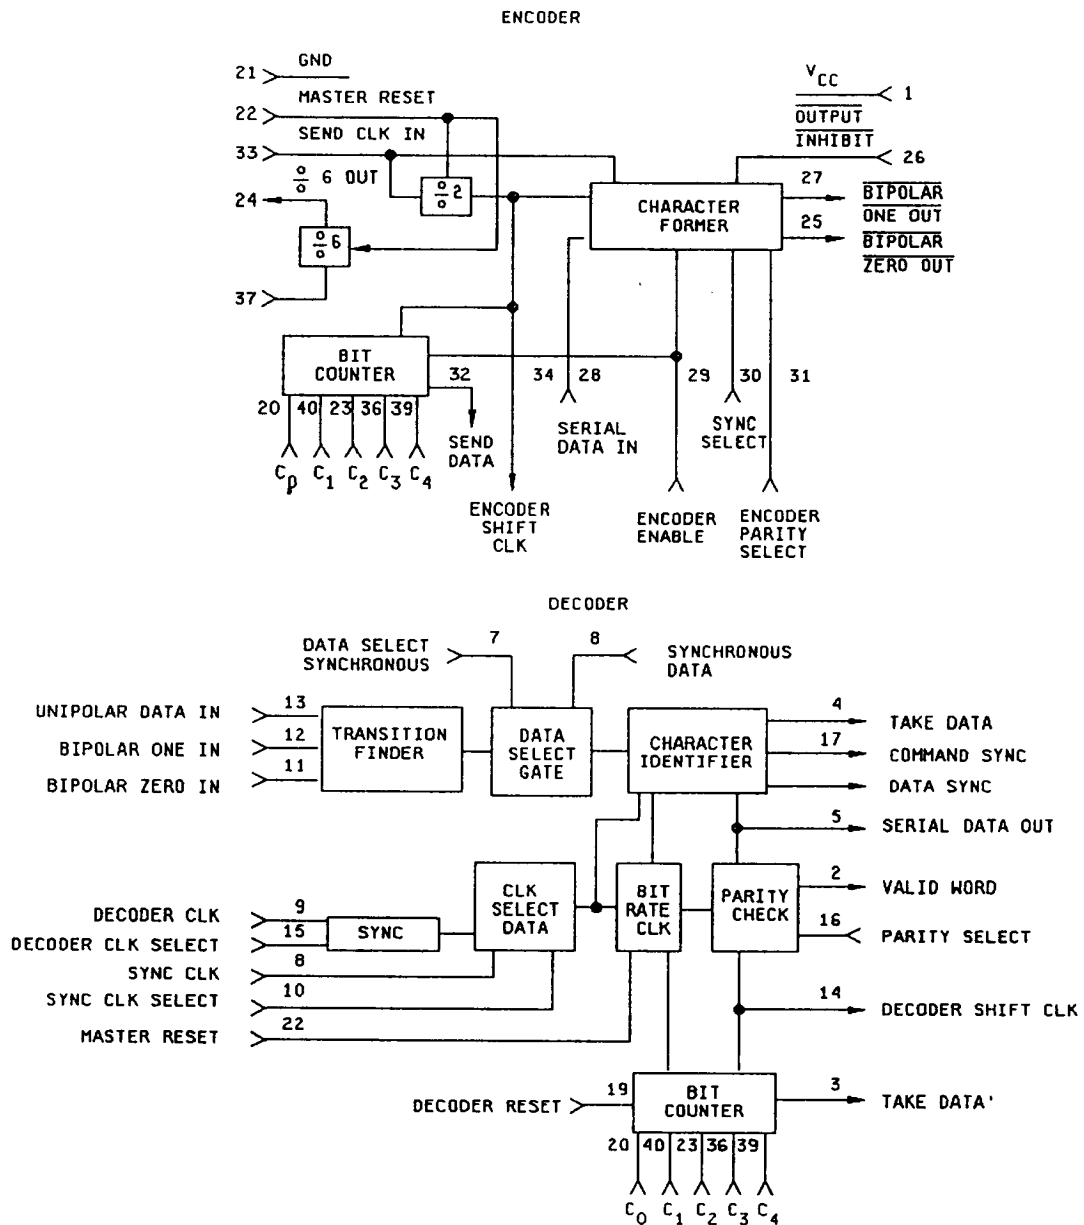 ENCODER
21 GND
V_CC 1
22 MASTER RESET
OUTPUT
INHIBIT 26
33 SEND CLK IN
÷ 6 OUT
24
÷ 2
CHARACTER
FORMER
27 BIPOLAR
ONE OUT
25 BIPOLAR
ZERO OUT
÷ 6
37
BIT
COUNTER
32
34 28 29 30 31
20 40 23 36 39
SERIAL
DATA IN
SYNC
SELECT
SEND
DATA
C0 C1 C2 C3 C4
ENCODER
SHIFT
CLK
ENCODER
ENABLE
ENCODER
PARITY
SELECT
DECODER
DATA SELECT
SYNCHRONOUS
7
8
SYNCHRONOUS
DATA
UNIPOLAR DATA IN 13
BIPOLAR ONE IN 12
BIPOLAR ZERO IN 11
TRANSITION
FINDER
DATA
SELECT
GATE
CHARACTER
IDENTIFIER
4 TAKE DATA
17 COMMAND SYNC
DATA SYNC
5 SERIAL DATA OUT
DECODER CLK 9
DECODER CLK SELECT 15
SYNC CLK 8
SYNC CLK SELECT 10
MASTER RESET 22
SYNC
CLK
SELECT
DATA
BIT
RATE
CLK
PARITY
CHECK
2 VALID WORD
16 PARITY SELECT
14 DECODER SHIFT CLK
DECODER RESET 19
BIT
COUNTER
3 TAKE DATA'
20 40 23 36 39
C0 C1 C2 C3 C4